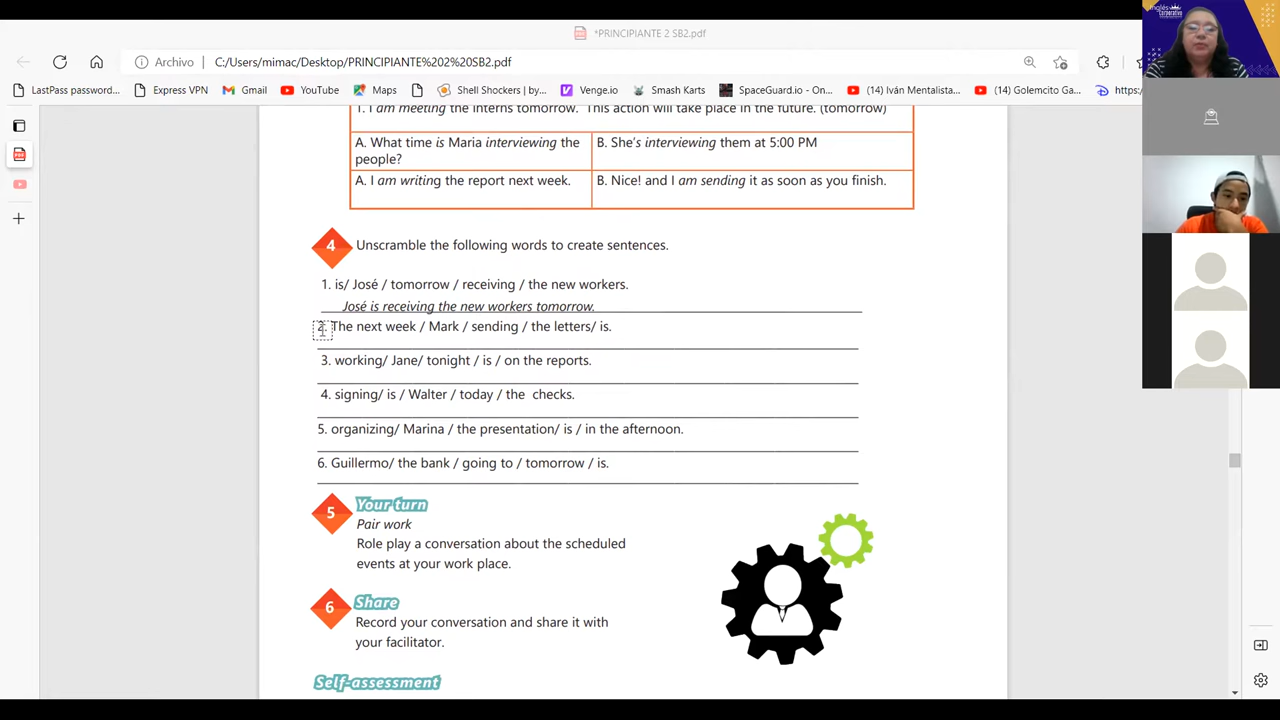 *PRINCIPIANTE 2 SB2.pdf
Inglés
corporativo
Archivo C:/Users/mimac/Desktop/PRINCIPIANTE%202%20SB2.pdf
LastPass password... Express VPN Gmail YouTube Maps Shell Shockers | by... Venge.io Smash Karts SpaceGuard.io - On... (14) Iván Mentalista... (14) Golemcito Ga... https:/
1. I am meeting the interns tomorrow. This action will take place in the future. (tomorrow)
A. What time is Maria interviewing the people?
B. She's interviewing them at 5:00 PM
A. I am writing the report next week.
B. Nice! and I am sending it as soon as you finish.
4 Unscramble the following words to create sentences.
1. is/ José / tomorrow / receiving / the new workers.
José is receiving the new workers tomorrow.
2. The next week / Mark / sending / the letters/ is.
3. working/ Jane/ tonight / is / on the reports.
4. signing/ is / Walter / today / the checks.
5. organizing/ Marina / the presentation/ is / in the afternoon.
6. Guillermo/ the bank / going to / tomorrow / is.
5 Your turn
Pair work
Role play a conversation about the scheduled
events at your work place.
6 Share
Record your conversation and share it with
your facilitator.
Self-assessment